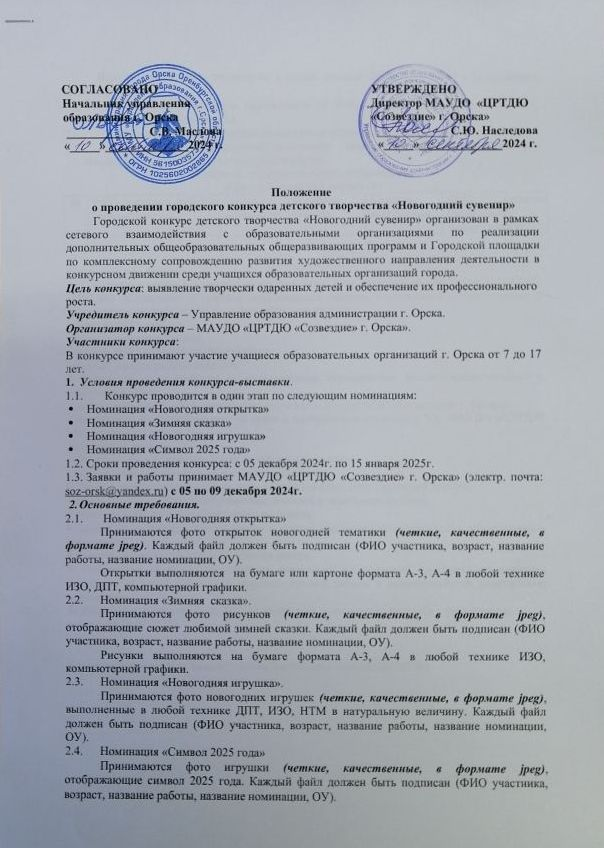 СОГЛАСОВАНО
Начальник управления
образования г. Орска
С.В. Маслова
« 10 » 2024 г.
УТВЕРЖДЕНО
Директор МАУДО «ЦРТДЮ
«Созвездие» г. Орска»
С.Ю. Наследова
« 10 » сентября 2024 г.
Положение
о проведении городского конкурса детского творчества «Новогодний сувенир»
Городской конкурс детского творчества «Новогодний сувенир» организован в рамках
сетевого взаимодействия с образовательными организациями по реализации
дополнительных общеобразовательных общеразвивающих программ и Городской площадки
по комплексному сопровождению развития художественного направления деятельности в
конкурсном движении среди учащихся образовательных организаций города.
Цель конкурса: выявление творчески одаренных детей и обеспечение их профессионального
роста.
Учредитель конкурса – Управление образования администрации г. Орска.
Организатор конкурса – МАУДО «ЦРТДЮ «Созвездие» г. Орска».
Участники конкурса:
В конкурсе принимают участие учащиеся образовательных организаций г. Орска от 7 до 17
лет.
1. Условия проведения конкурса-выставки.
1.1. Конкурс проводится в один этап по следующим номинациям:
• Номинация «Новогодняя открытка»
• Номинация «Зимняя сказка»
• Номинация «Новогодняя игрушка»
• Номинация «Символ 2025 года»
1.2. Сроки проведения конкурса: с 05 декабря 2024г. по 15 января 2025г.
1.3. Заявки и работы принимает МАУДО «ЦРТДЮ «Созвездие» г. Орска» (электр. почта:
soz-orsk@yandex.ru) с 05 по 09 декабря 2024г.
2.Основные требования.
2.1. Номинация «Новогодняя открытка»
Принимаются фото открыток новогодней тематики (четкие, качественные, в
формате jpeg). Каждый файл должен быть подписан (ФИО участника, возраст, название
работы, название номинации, ОУ).
Открытки выполняются на бумаге или картоне формата А-3, А-4 в любой технике
ИЗО, ДПТ, компьютерной графики.
2.2. Номинация «Зимняя сказка».
Принимаются фото рисунков (четкие, качественные, в формате jpeg),
отображающие сюжет любимой зимней сказки. Каждый файл должен быть подписан (ФИО
участника, возраст, название работы, название номинации, ОУ).
Рисунки выполняются на бумаге формата А-3, А-4 в любой технике ИЗО,
компьютерной графики.
2.3. Номинация «Новогодняя игрушка».
Принимаются фото новогодних игрушек (четкие, качественные, в формате jpeg),
выполненные в любой технике ДПТ, ИЗО, НТМ в натуральную величину. Каждый файл
должен быть подписан (ФИО участника, возраст, название работы, название номинации,
ОУ).
2.4. Номинация «Символ 2025 года»
Принимаются фото игрушки (четкие, качественные, в формате jpeg),
отображающие символ 2025 года. Каждый файл должен быть подписан (ФИО участника,
возраст, название работы, название номинации, ОУ).